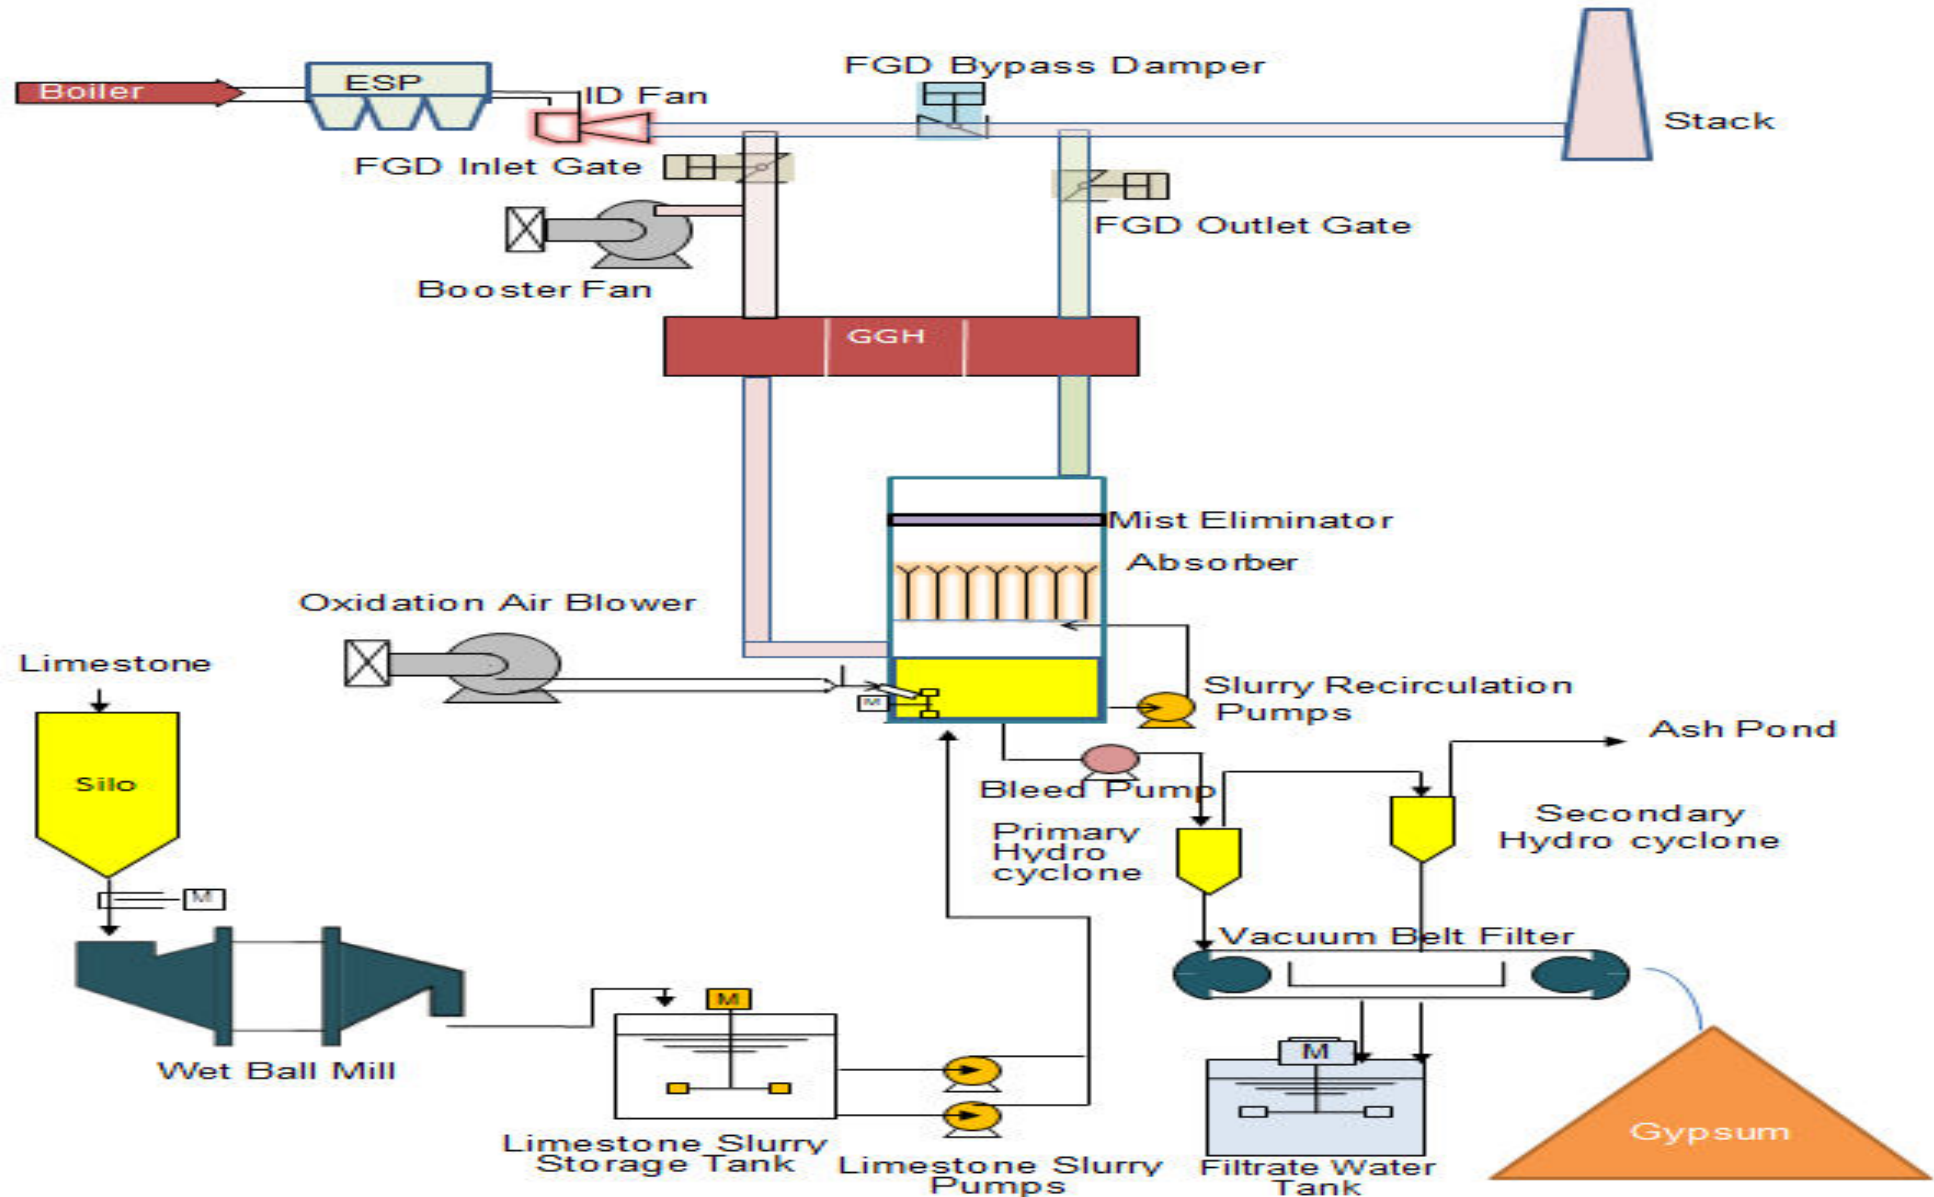 FGD Bypass Damper
Boiler
ESP
ID Fan
Stack
FGD Inlet Gate
FGD Outlet Gate
Booster Fan
GGH
Mist Eliminator
Absorber
Oxidation Air Blower
Limestone
Slurry Recirculation
Pumps
M
Ash Pond
Silo
Bleed Pump
Primary
Hydro
cyclone
Secondary
Hydro cyclone
M
Vacuum Belt Filter
M
M
Wet Ball Mill
Gypsum
Limestone Slurry
Storage Tank
Limestone Slurry
Pumps
Filtrate Water
Tank